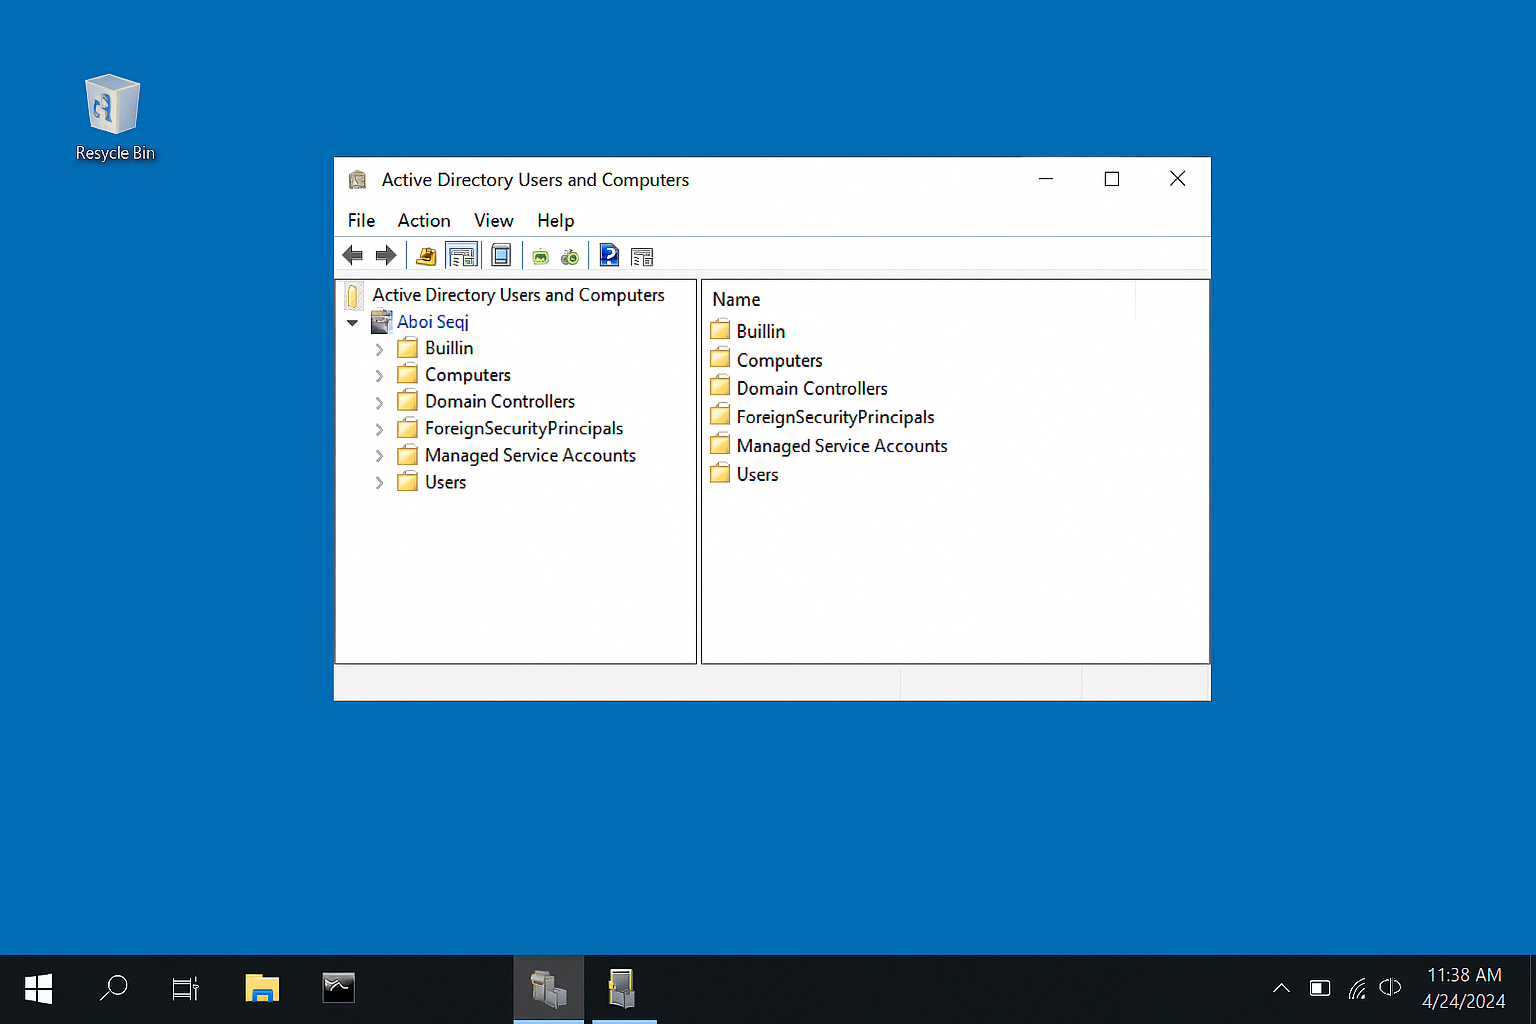 Resycle Bin
Active Directory Users and Computers
File Action View Help
Active Directory Users and Computers
Aboi Seqj
Buillin
Computers
Domain Controllers
ForeignSecurityPrincipals
Managed Service Accounts
Users
Name
Buillin
Computers
Domain Controllers
ForeignSecurityPrincipals
Managed Service Accounts
Users
11:38 AM
4/24/2024